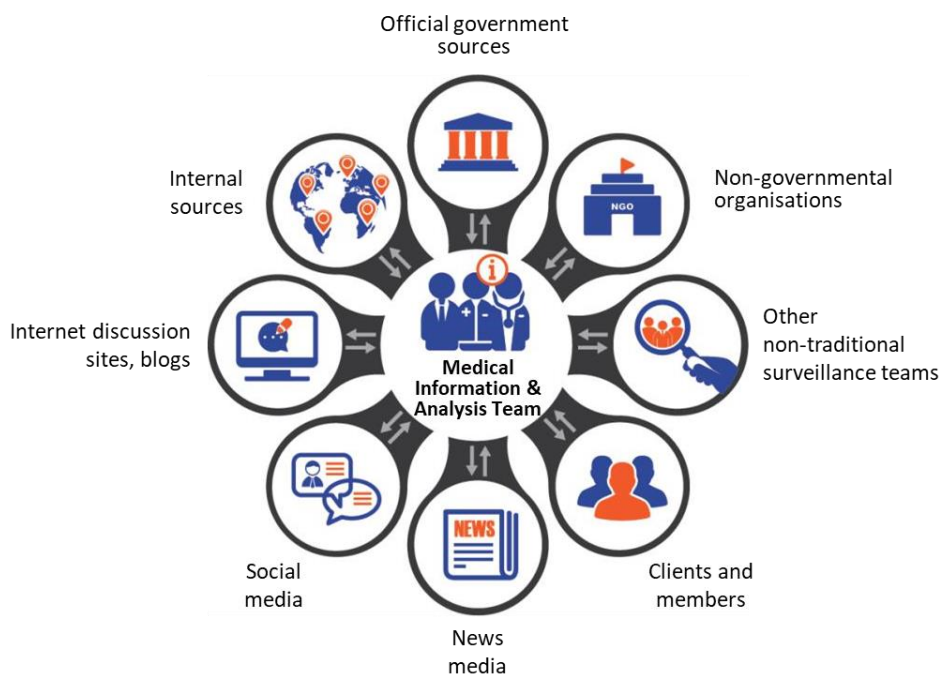 Official government
sources
Internal
sources
Non-governmental
organisations
NGO
Internet discussion
sites, blogs
i
Medical
Information &
Analysis Team
Other
non-traditional
surveillance teams
Social
media
NEWS
News
media
Clients and
members